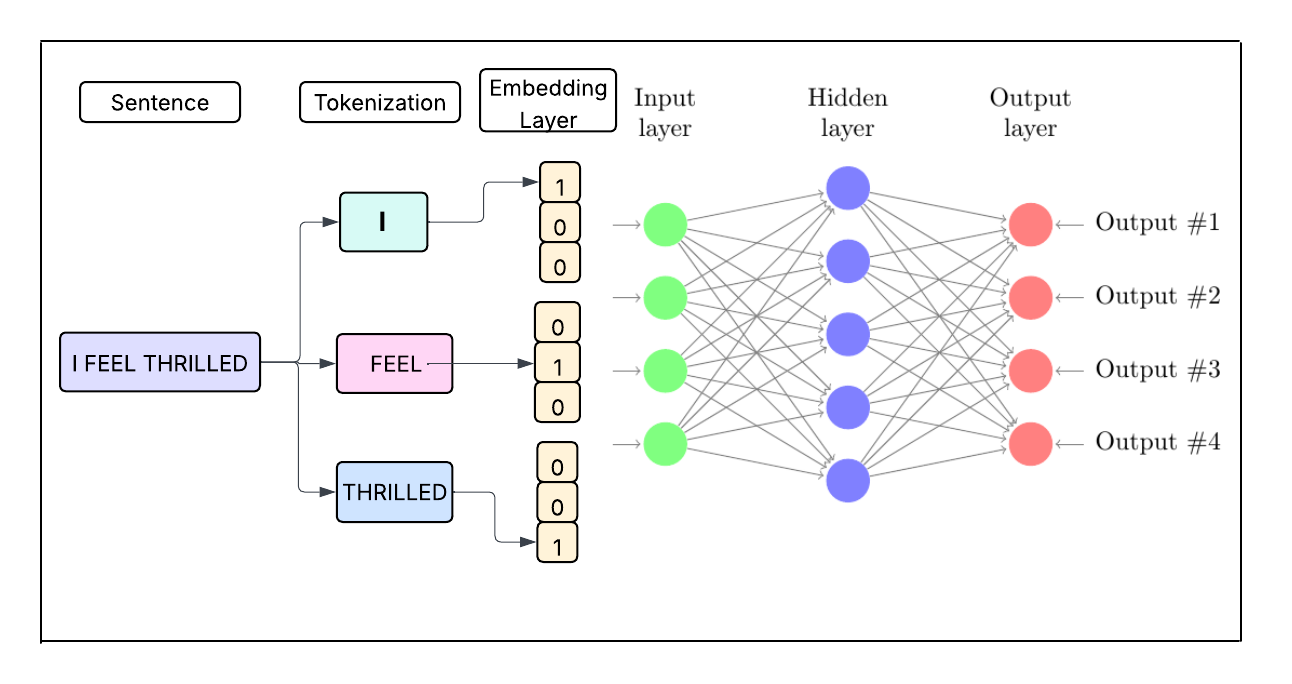 Sentence
Tokenization
Embedding
Layer
Input
layer
Hidden
layer
Output
layer
I FEEL THRILLED
I
FEEL
THRILLED
1
0
0
0
1
0
0
0
1
Output #1
Output #2
Output #3
Output #4